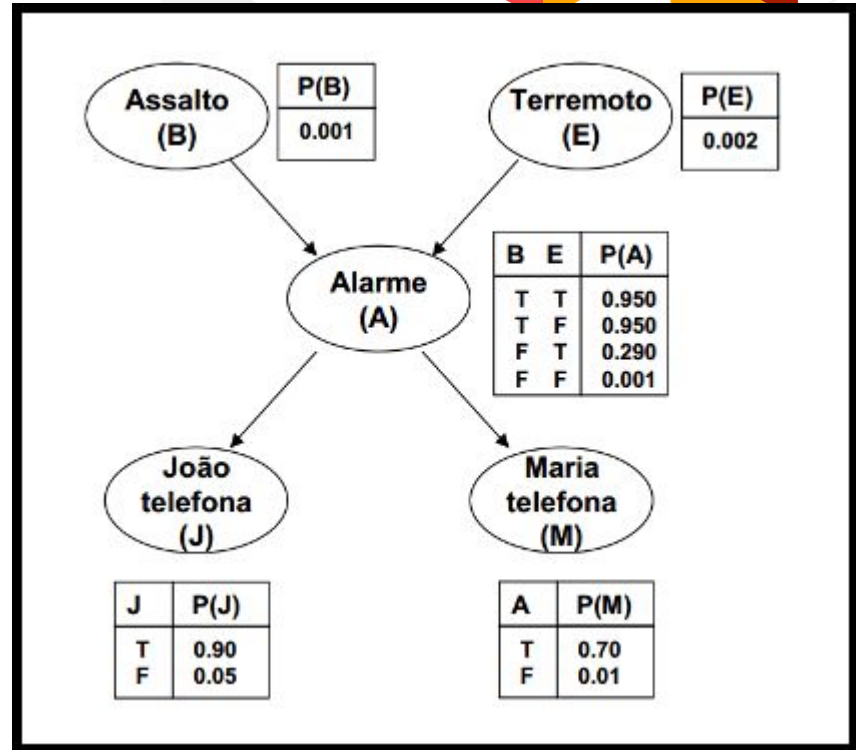 Assalto
(B)
P(B)
0.001
Terremoto
(E)
P(E)
0.002
Alarme
(A)
B E P(A)
T T 0.950
T F 0.950
F T 0.290
F F 0.001
João
telefona
(J)
Maria
telefona
(M)
J P(J)
T 0.90
F 0.05
A P(M)
T 0.70
F 0.01